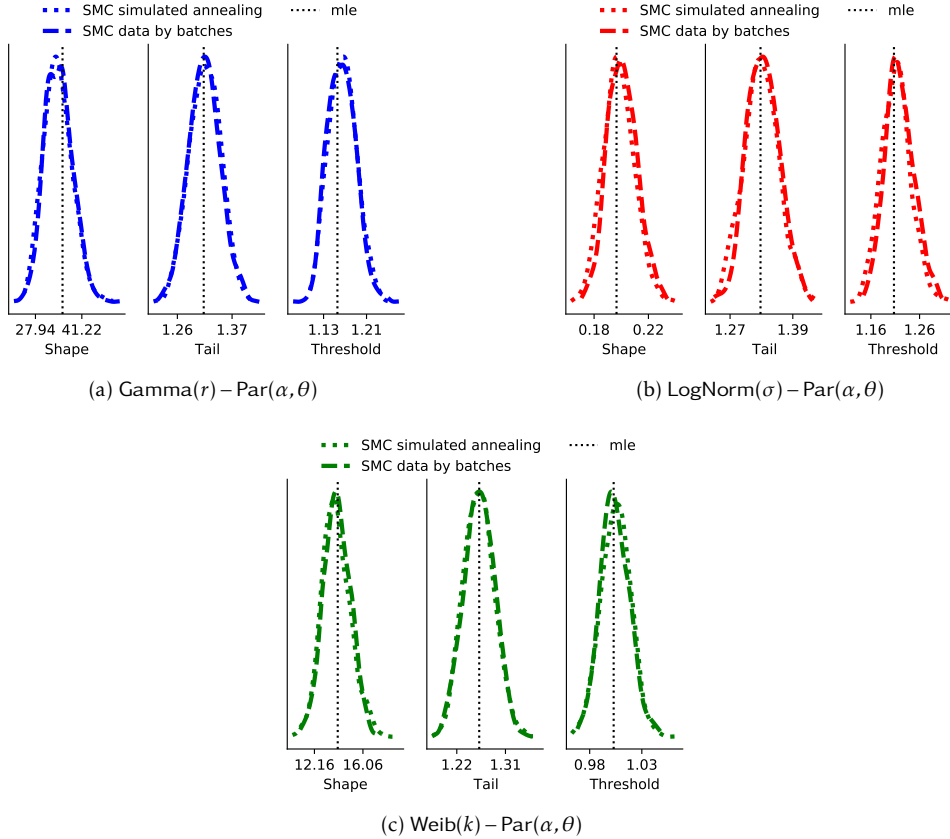 SMC simulated annealing mle
SMC data by batches
27.94 41.22 1.26 1.37 1.13 1.21
Shape Tail Threshold
(a) Gamma(r) – Par(α, θ)
SMC simulated annealing mle
SMC data by batches
0.18 0.22 1.27 1.39 1.16 1.26
Shape Tail Threshold
(b) LogNorm(σ) – Par(α, θ)
SMC simulated annealing mle
SMC data by batches
12.16 16.06 1.22 1.31 0.98 1.03
Shape Tail Threshold
(c) Weib(k) – Par(α, θ)